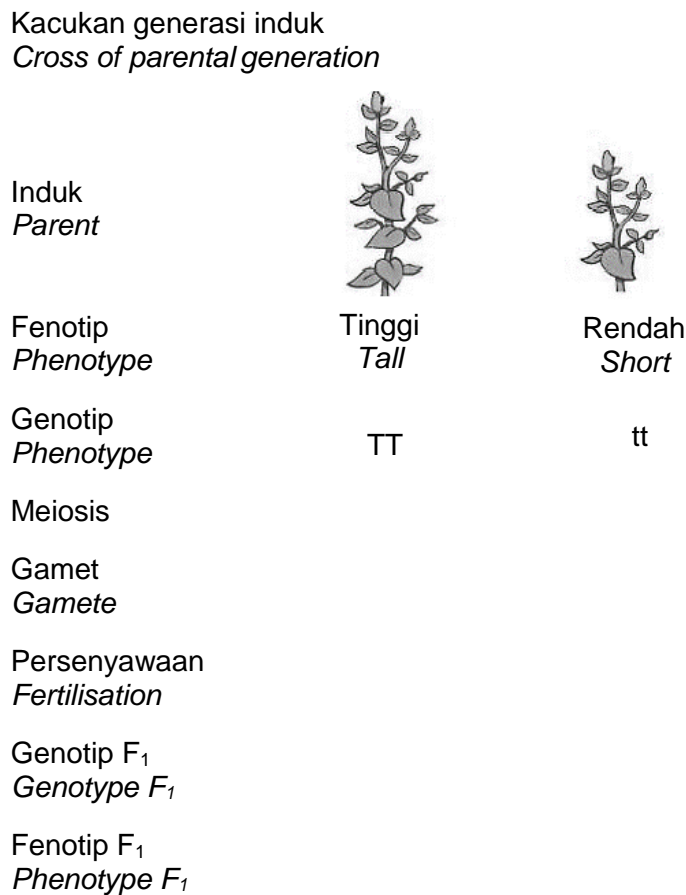 Kacukan generasi induk
Cross of parental generation
Induk
Parent
Fenotip Tinggi Rendah
Phenotype Tall Short
Genotip
Phenotype TT tt
Meiosis
Gamet
Gamete
Persenyawaan
Fertilisation
Genotip F₁
Genotype F₁
Fenotip F₁
Phenotype F₁